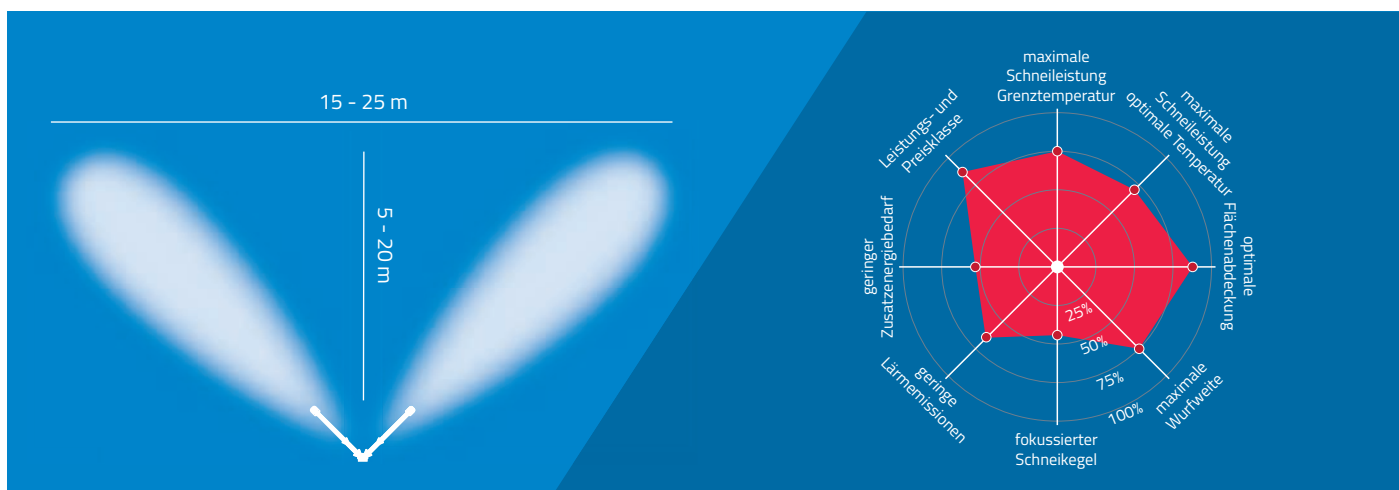 15 - 25 m
5 - 20 m
maximale
Schneileistung
Grenztemperatur
maximale
Schneileistung
optimale Temperatur
optimale
Flächenabdeckung
maximale
Wurfweite
fokussierter
Schneikegel
geringe
Lärmemissionen
geringer
Zusatzenergiebedarf
Leistungs- und
Preisklasse
25%
50%
75%
100%